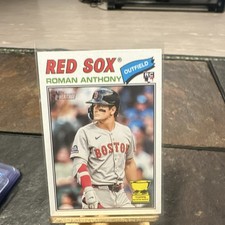 RED SOX
ROMAN ANTHONY
OUTFIELD
RC
BOSTON